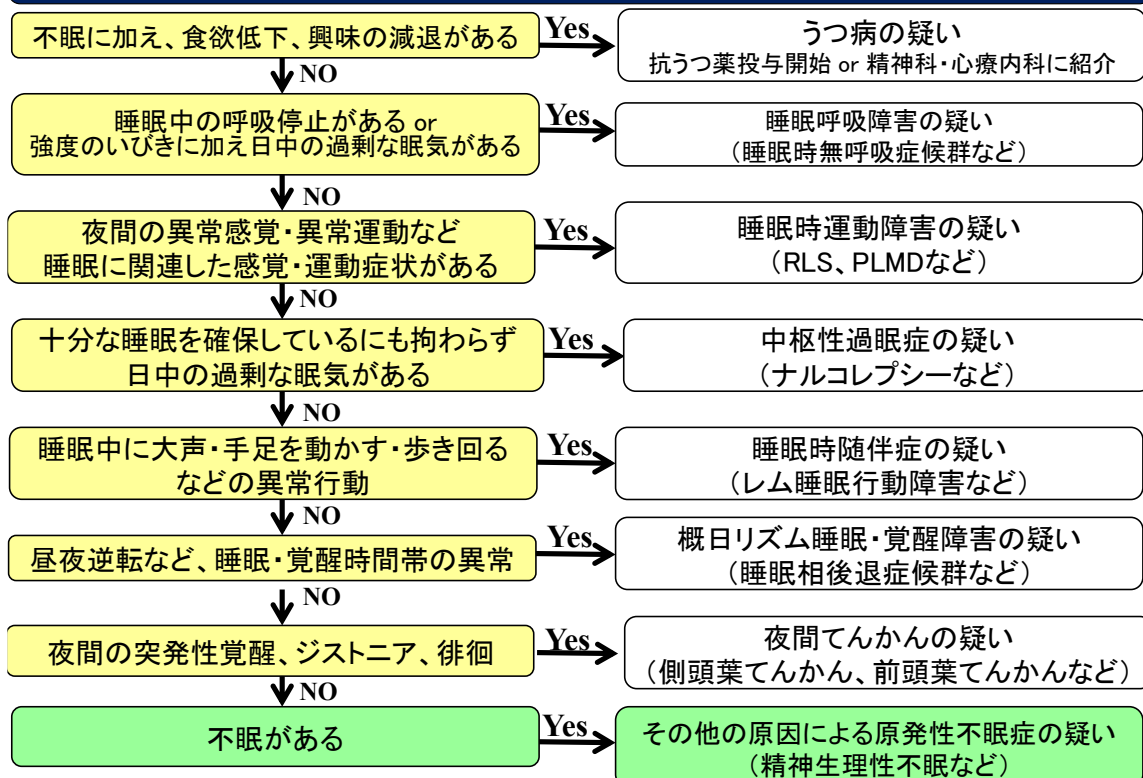 不眠に加え、食欲低下、興味の減退がある
Yes
うつ病の疑い
抗うつ薬投与開始 or 精神科・心療内科に紹介
NO
睡眠中の呼吸停止がある or
強度のいびきに加え日中の過剰な眠気がある
Yes
睡眠呼吸障害の疑い
（睡眠時無呼吸症候群など）
NO
夜間の異常感覚・異常運動など
睡眠に関連した感覚・運動症状がある
Yes
睡眠時運動障害の疑い
（RLS、PLMDなど）
NO
十分な睡眠を確保しているにも拘わらず
日中の過剰な眠気がある
Yes
中枢性過眠症の疑い
（ナルコレプシーなど）
NO
睡眠中に大声・手足を動かす・歩き回る
などの異常行動
Yes
睡眠時随伴症の疑い
（レム睡眠行動障害など）
NO
昼夜逆転など、睡眠・覚醒時間帯の異常
Yes
概日リズム睡眠・覚醒障害の疑い
（睡眠相後退症候群など）
NO
夜間の突発性覚醒、ジストニア、徘徊
Yes
夜間てんかんの疑い
（側頭葉てんかん、前頭葉てんかんなど）
NO
不眠がある
Yes
その他の原因による原発性不眠症の疑い
（精神生理性不眠など）